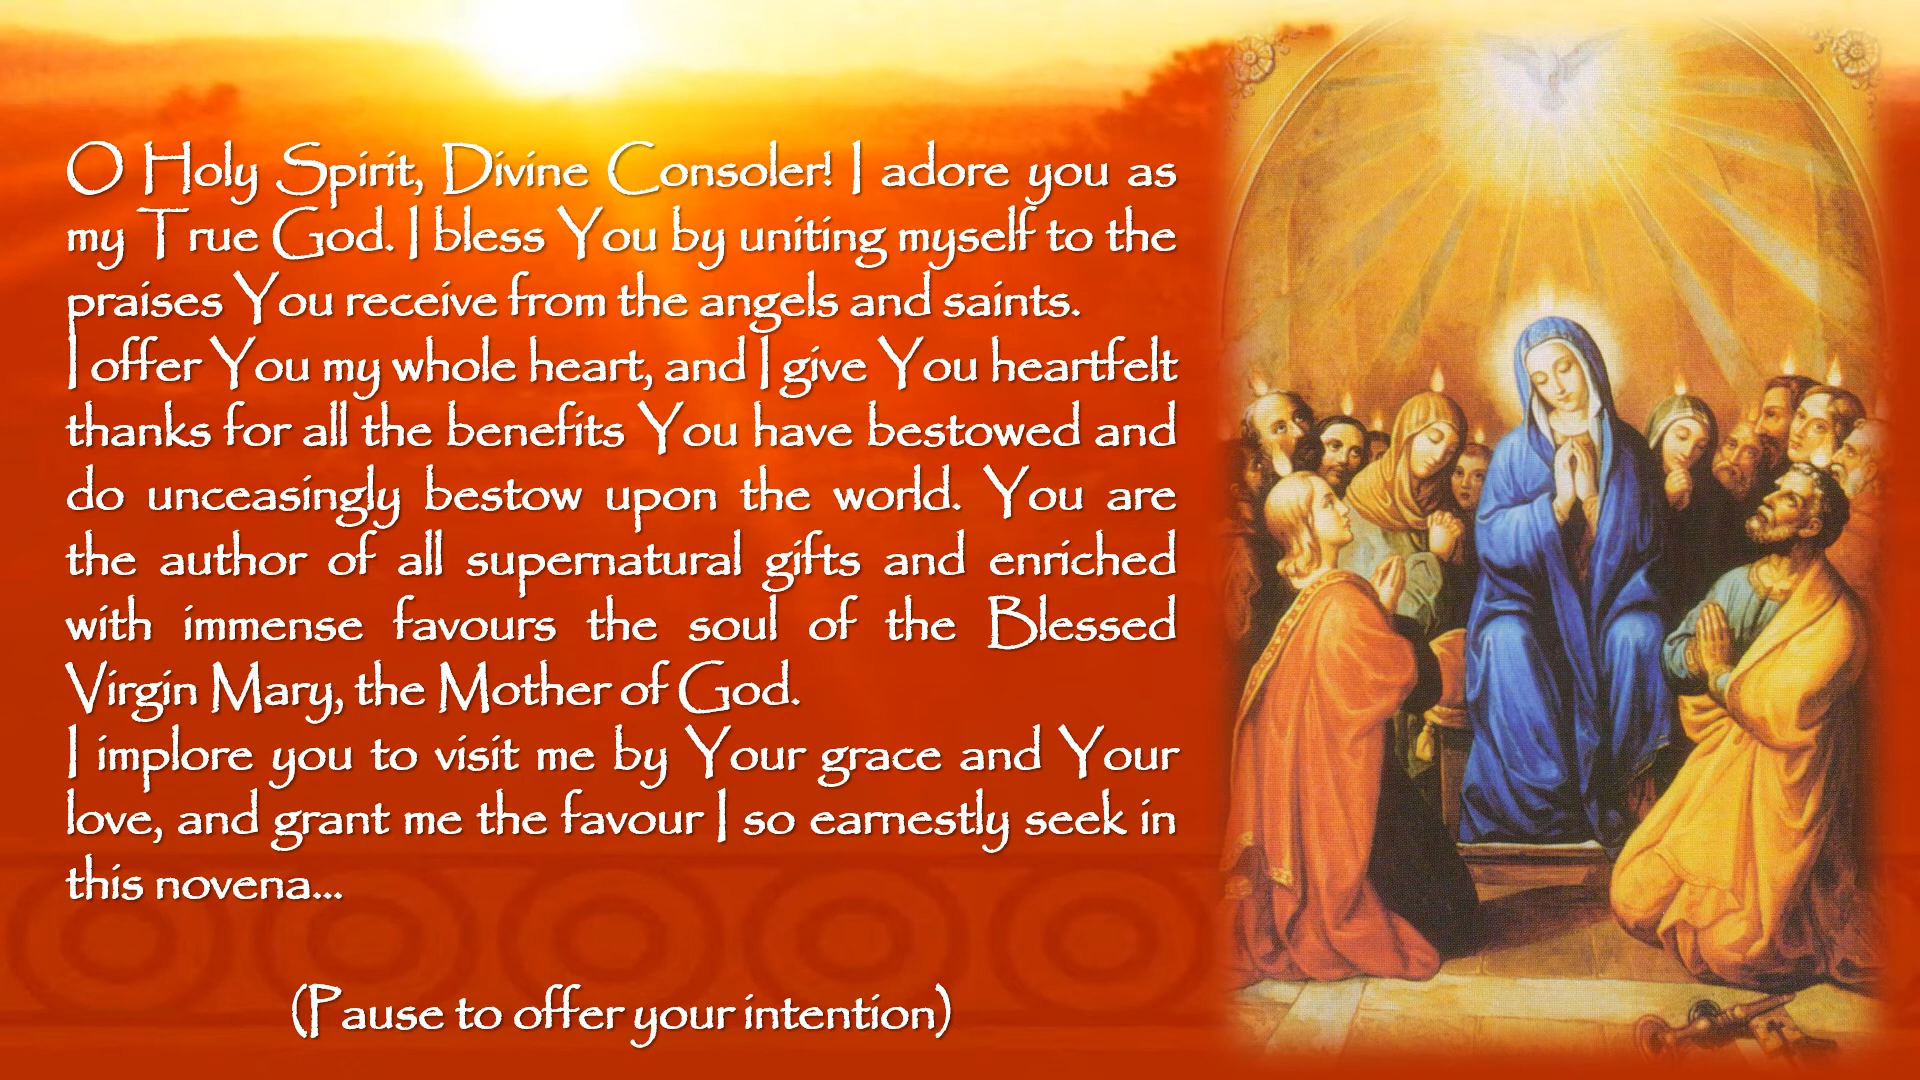 O Holy Spirit, Divine Consoler! I adore you as
my True God. I bless You by uniting myself to the
praises You receive from the angels and saints.
I offer You my whole heart, and I give You heartfelt
thanks for all the benefits You have bestowed and
do unceasingly bestow upon the world. You are
the author of all supernatural gifts and enriched
with immense favours the soul of the Blessed
Virgin Mary, the Mother of God.
I implore you to visit me by Your grace and Your
love, and grant me the favour I so earnestly seek in
this novena...
(Pause to offer your intention)